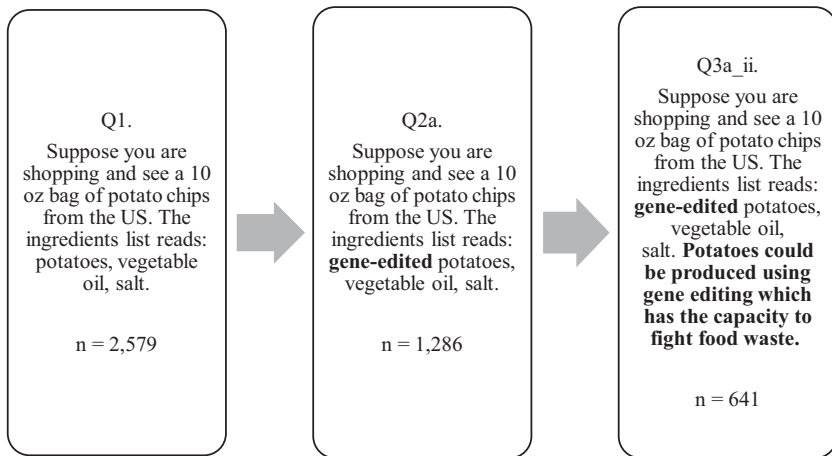 Q1.
Suppose you are
shopping and see a 10
oz bag of potato chips
from the US. The
ingredients list reads:
potatoes, vegetable
oil, salt.
n = 2,579
Q2a.
Suppose you are
shopping and see a 10
oz bag of potato chips
from the US. The
ingredients list reads:
gene-edited potatoes,
vegetable oil, salt.
n = 1,286
Q3a_ii.
Suppose you are
shopping and see a 10
oz bag of potato chips
from the US. The
ingredients list reads:
gene-edited potatoes,
vegetable oil,
salt. Potatoes could
be produced using
gene editing which
has the capacity to
fight food waste.
n = 641